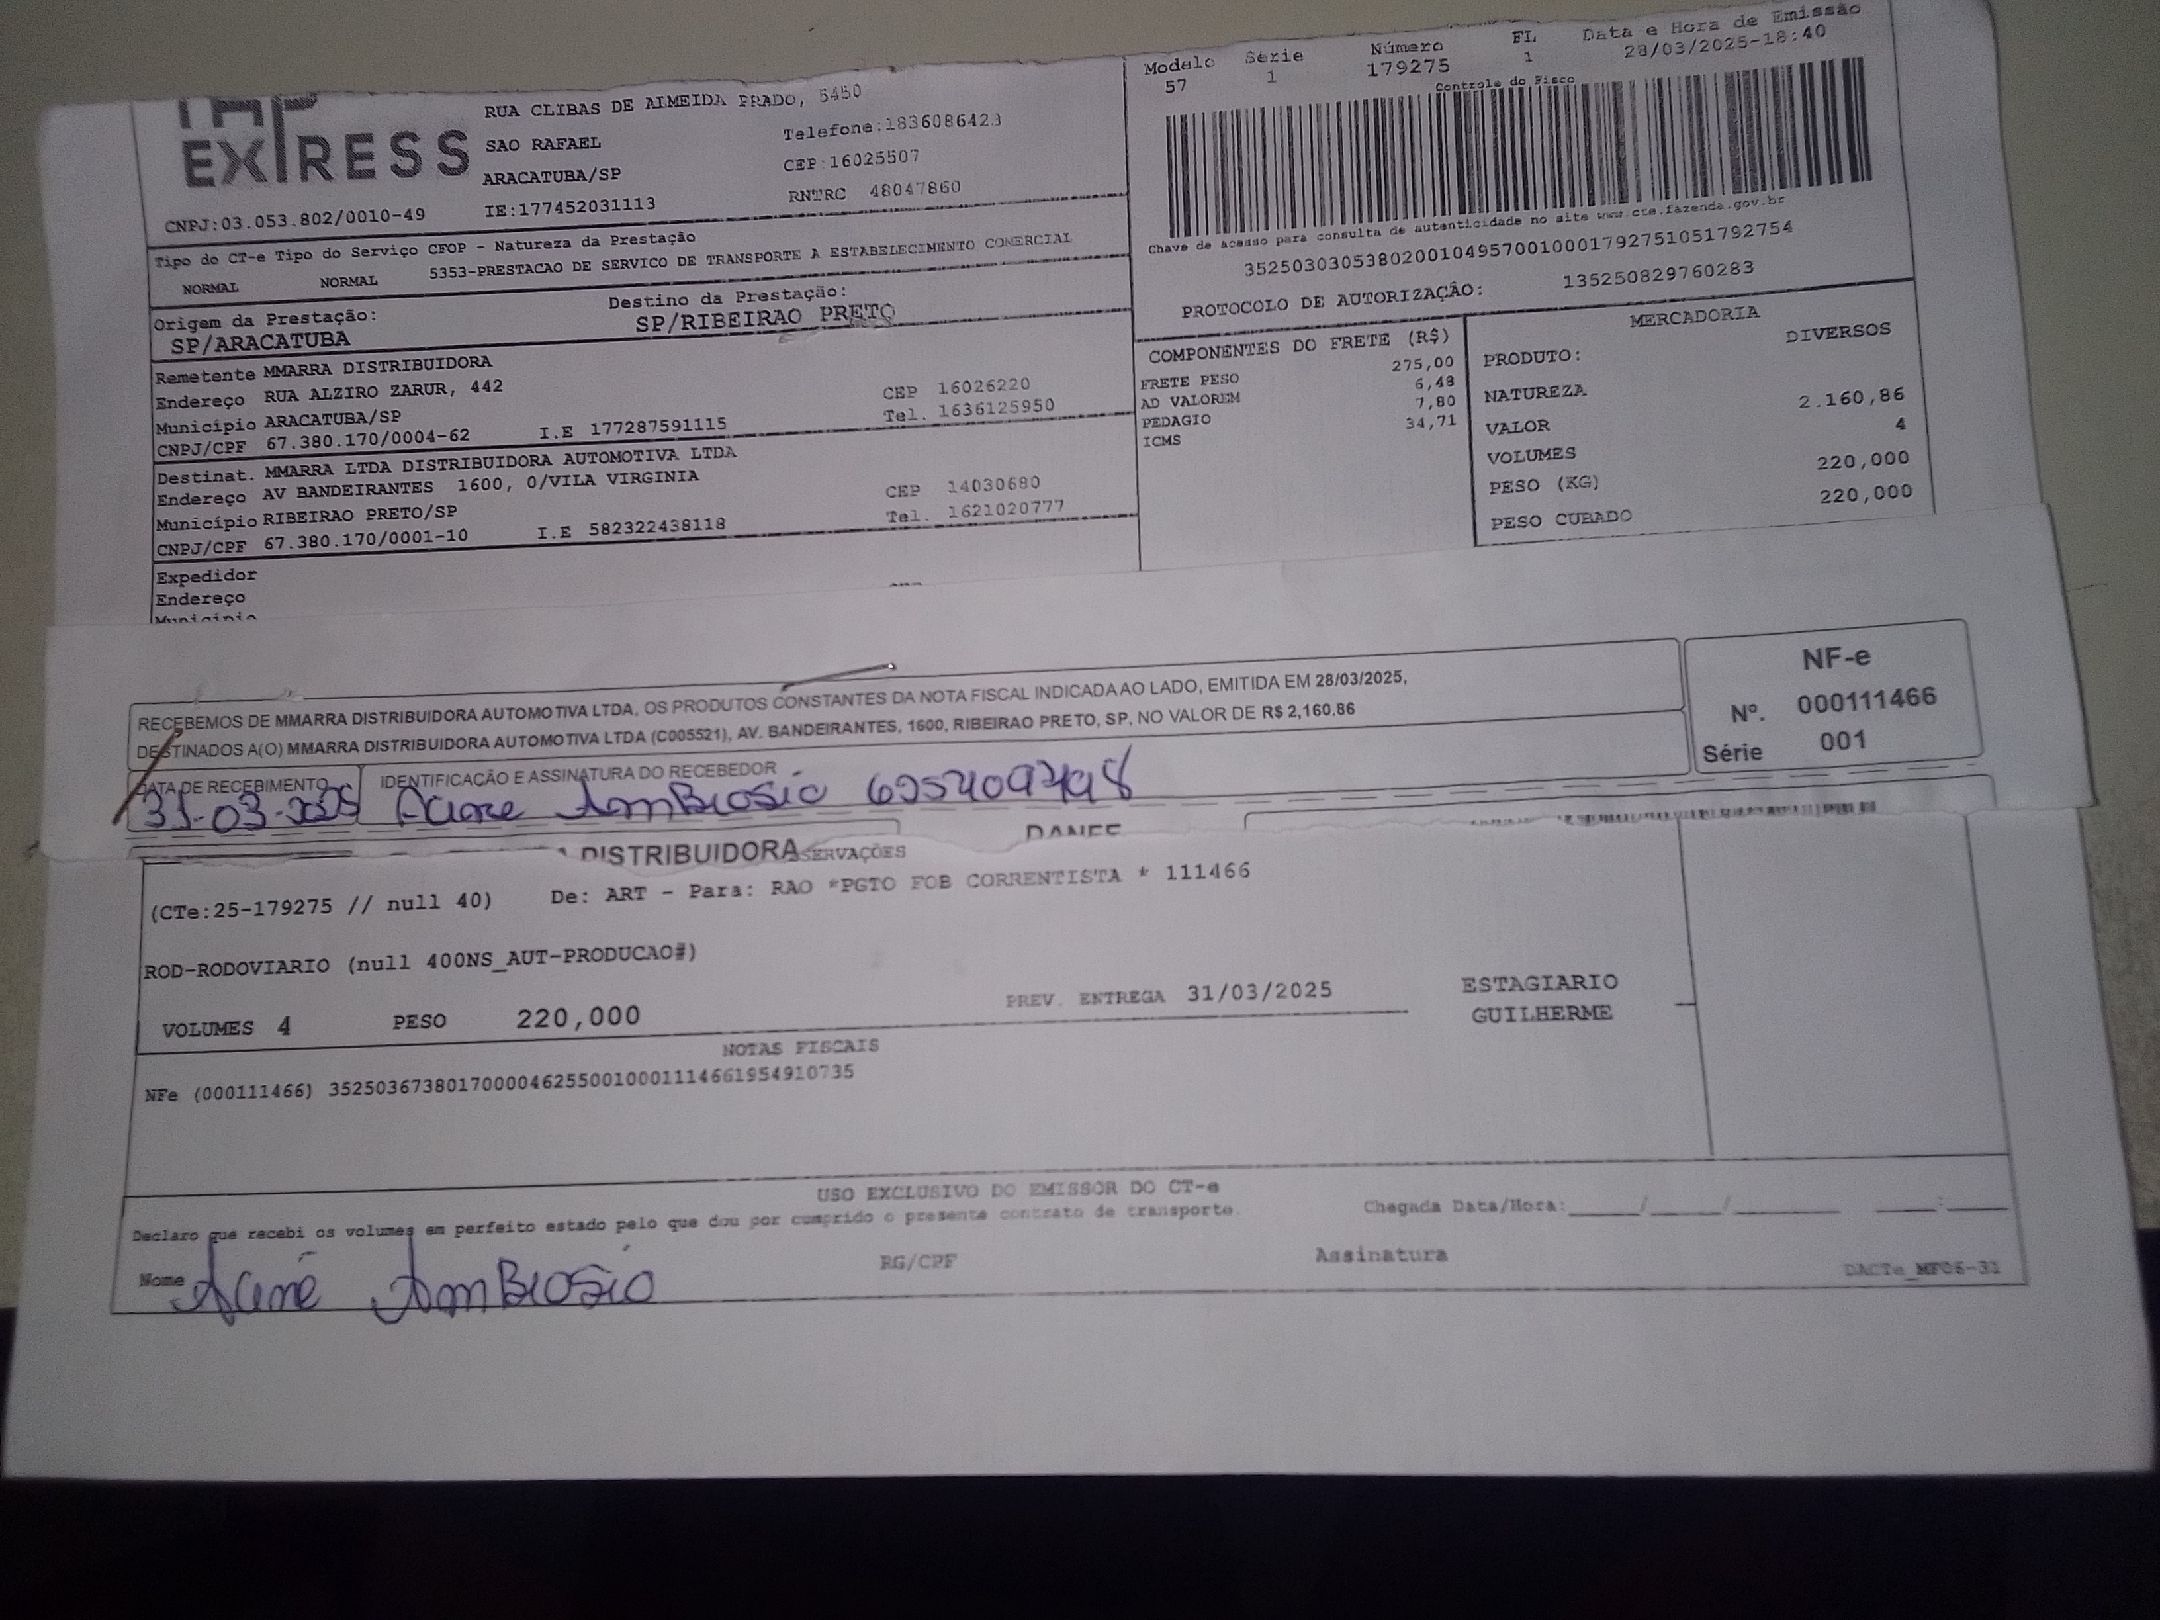 EXPRESS
RUA CLIBAS DE ALMEIDA PRADO, 5450
SAO RAFAEL
Telefone:1836086423
ARACATUBA/SP
CEP:16025507
CNPJ:03.053.802/0010-49
IE:177452031113
RNTRC 48047860
Modelo Série Número FL Data e Hora de Emissão
57 1 179275 1 28/03/2025-18:40
Controle do Fisco
Chave de acesso para consulta de autenticidade no site www.cte.fazenda.gov.br
35250303053802001049570010001792751051792754
PROTOCOLO DE AUTORIZAÇÃO: 135250829760283
Tipo do CT-e Tipo do Serviço CFOP - Natureza da Prestação
NORMAL NORMAL 5353-PRESTACAO DE SERVICO DE TRANSPORTE A ESTABELECIMENTO COMERCIAL
Origem da Prestação: Destino da Prestação:
SP/ARACATUBA SP/RIBEIRAO PRETO
Remetente MMARRA DISTRIBUIDORA
Endereço RUA ALZIRO ZARUR, 442 CEP 16026220
Município ARACATUBA/SP Tel. 1636125950
CNPJ/CPF 67.380.170/0004-62 I.E 177287591115
Destinat. MMARRA LTDA DISTRIBUIDORA AUTOMOTIVA LTDA
Endereço AV BANDEIRANTES 1600, 0/VILA VIRGINIA CEP 14030680
Município RIBEIRAO PRETO/SP Tel. 1621020777
CNPJ/CPF 67.380.170/0001-10 I.E 582322438118
Expedidor
Endereço
Município
COMPONENTES DO FRETE (R$)
FRETE PESO 275,00
AD VALOREM 6,48
PEDAGIO 7,80
ICMS 34,71
MERCADORIA
PRODUTO: DIVERSOS
NATUREZA
VALOR 2.160,86
VOLUMES 4
PESO (KG) 220,000
PESO CUBADO 220,000
RECEBEMOS DE MMARRA DISTRIBUIDORA AUTOMOTIVA LTDA, OS PRODUTOS CONSTANTES DA NOTA FISCAL INDICADA AO LADO, EMITIDA EM 28/03/2025,
DESTINADOS A(O) MMARRA DISTRIBUIDORA AUTOMOTIVA LTDA (C005521), AV. BANDEIRANTES, 1600, RIBEIRAO PRETO, SP, NO VALOR DE R$ 2,160,86
NF-e
Nº. 000111466
Série 001
DATA DE RECEBIMENTO IDENTIFICAÇÃO E ASSINATURA DO RECEBEDOR
31-03-2025 AmBrosio
DANFE
DISTRIBUIDORA
(CTe:25-179275 // null 40) De: ART - Para: RAO *PGTO FOB CORRENTISTA * 111466
ROD-RODOVIARIO (null 400NS_AUT-PRODUCAO#)
VOLUMES 4 PESO 220,000 PREV. ENTREGA 31/03/2025
ESTAGIARIO
GUILHERME
NOTAS FISCAIS
NFe (000111466) 35250367380170000462550010001114661954910735
USO EXCLUSIVO DO EMISSOR DO CT-e
Declaro que recebi os volumes em perfeito estado pelo que dou por cumprido o presente contrato de transporte.
Chegada Data/Hora:_____/_____/________ ____:____
Nome AmBrosio RG/CPF Assinatura
DACTe_MF06-31